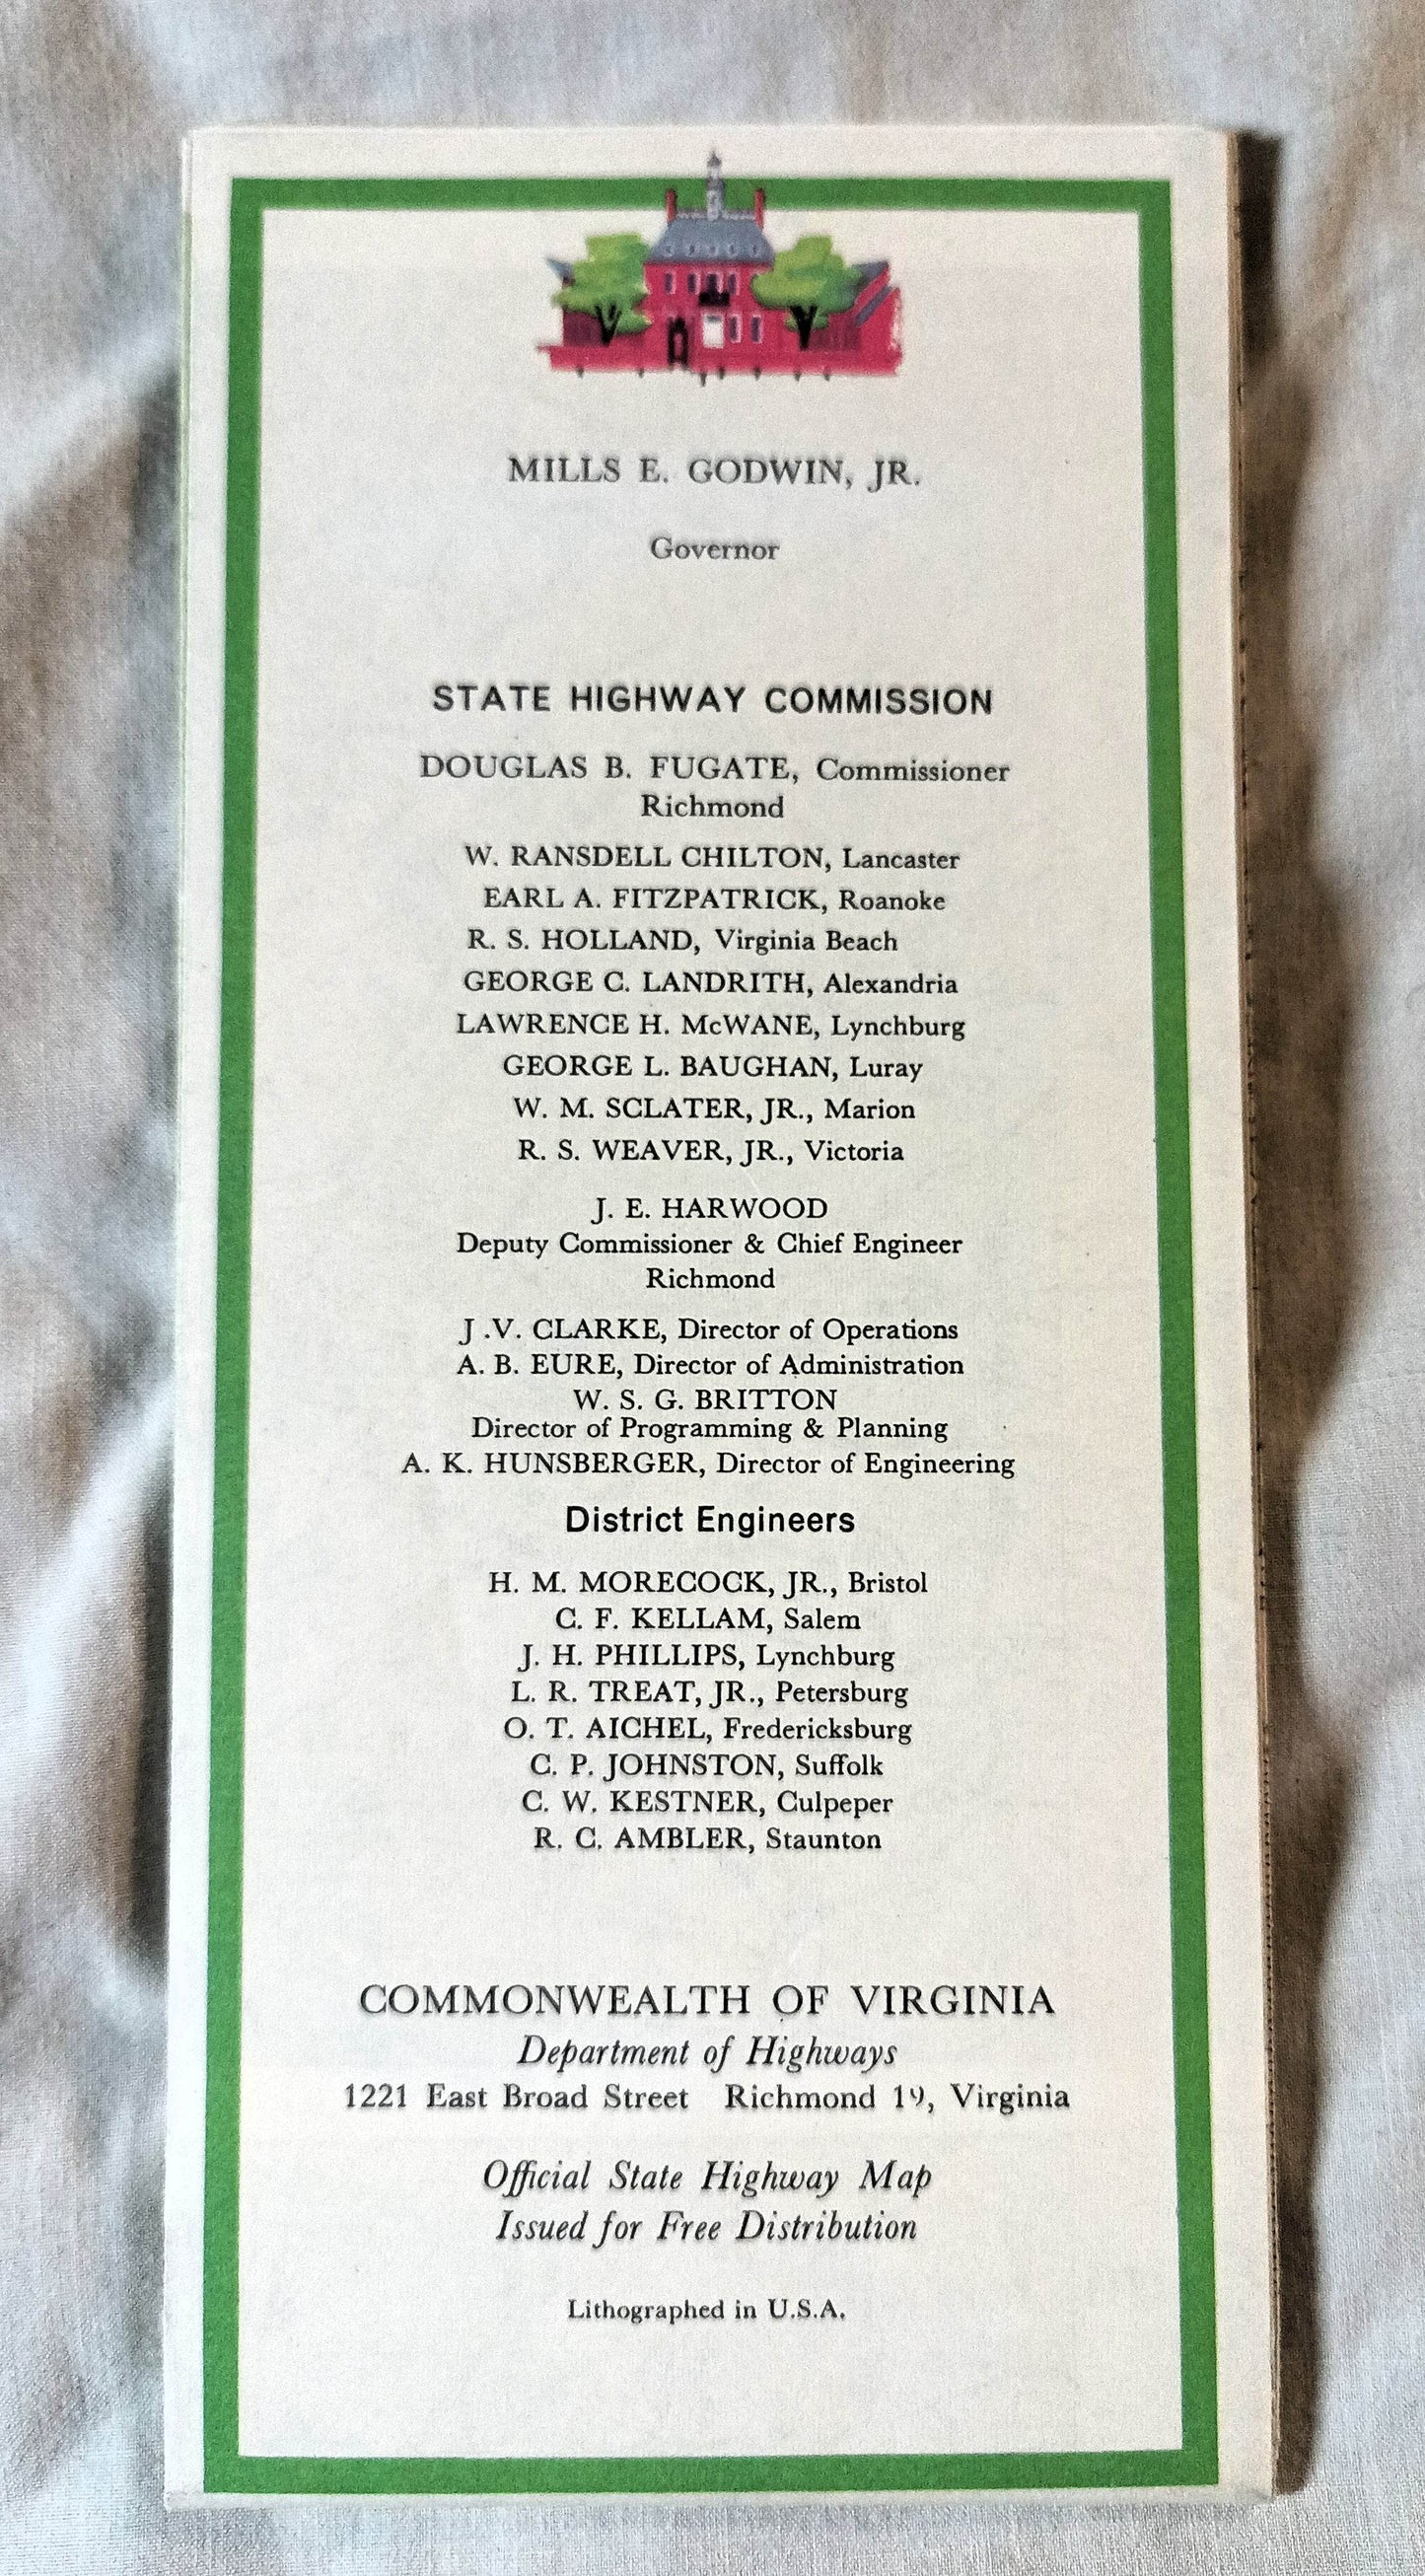 MILLS E. GODWIN, JR.
Governor
STATE HIGHWAY COMMISSION
DOUGLAS B. FUGATE, Commissioner
Richmond
W. RANSDELL CHILTON, Lancaster
EARL A. FITZPATRICK, Roanoke
R. S. HOLLAND, Virginia Beach
GEORGE C. LANDRITH, Alexandria
LAWRENCE H. McWANE, Lynchburg
GEORGE L. BAUGHAN, Luray
W. M. SCLATER, JR., Marion
R. S. WEAVER, JR., Victoria
J. E. HARWOOD
Deputy Commissioner & Chief Engineer
Richmond
J .V. CLARKE, Director of Operations
A. B. EURE, Director of Administration
W. S. G. BRITTON
Director of Programming & Planning
A. K. HUNSBERGER, Director of Engineering
District Engineers
H. M. MORECOCK, JR., Bristol
C. F. KELLAM, Salem
J. H. PHILLIPS, Lynchburg
L. R. TREAT, JR., Petersburg
O. T. AICHEL, Fredericksburg
C. P. JOHNSTON, Suffolk
C. W. KESTNER, Culpeper
R. C. AMBLER, Staunton
COMMONWEALTH OF VIRGINIA
Department of Highways
1221 East Broad Street Richmond 19, Virginia
Official State Highway Map
Issued for Free Distribution
Lithographed in U.S.A.